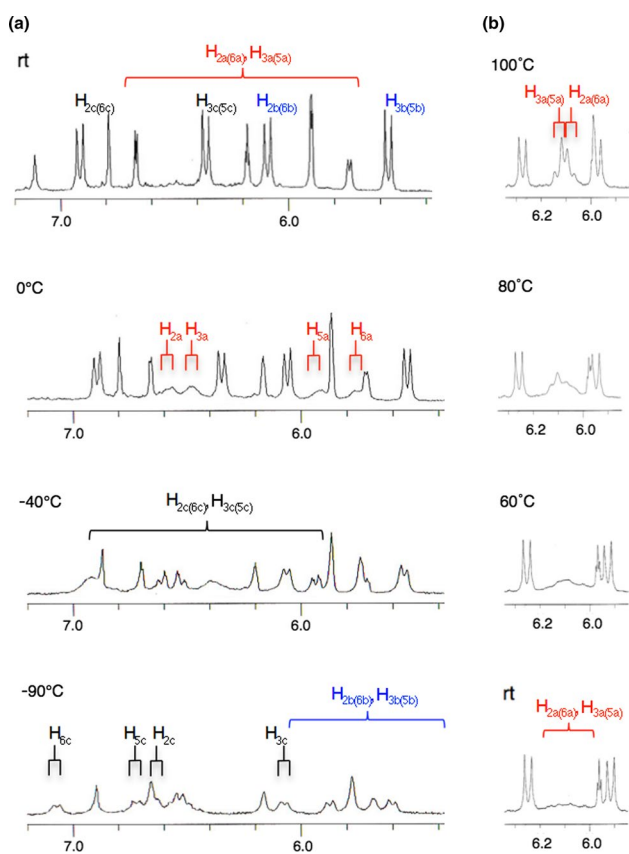 (a)
rt
H2a(6a), H3a(5a)
H2c(6c)
H3c(5c)
H2b(6b)
H3b(5b)
7.0
6.0
0°C
H2a
H3a
H5a
H6a
7.0
6.0
-40°C
H2c(6c), H3c(5c)
7.0
6.0
-90°C
H2b(6b), H3b(5b)
H6c
H5c
H2c
H3c
7.0
6.0
(b)
100°C
H3a(5a)
H2a(6a)
6.2
6.0
80°C
6.2
6.0
60°C
6.2
6.0
rt
H2a(6a), H3a(5a)
6.2
6.0